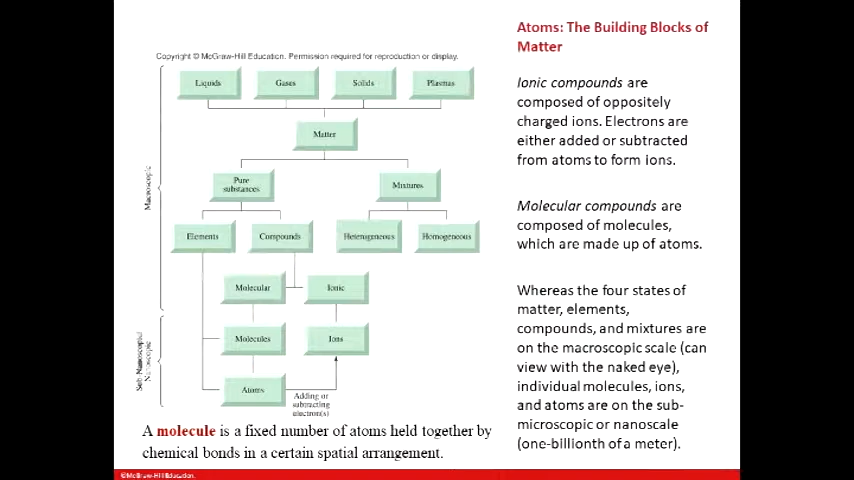 Atoms: The Building Blocks of
Matter
Copyright © McGraw-Hill Education. Permission required for reproduction or display.
Liquids
Gases
Solids
Plasmas
Matter
Pure
substances
Mixtures
Macroscopic
Elements
Compounds
Heterogeneous
Homogeneous
Molecular
Ionic
Molecules
Ions
Atoms
Adding or
subtracting
electron(s)
Ionic compounds are
composed of oppositely
charged ions. Electrons are
either added or subtracted
from atoms to form ions.
Molecular compounds are
composed of molecules,
which are made up of atoms.
Whereas the four states of
matter, elements,
compounds, and mixtures are
on the macroscopic scale (can
view with the naked eye),
individual molecules, ions,
and atoms are on the sub-
microscopic or nanoscale
(one-billionth of a meter).
A molecule is a fixed number of atoms held together by
chemical bonds in a certain spatial arrangement.
©McGraw-Hill Education.